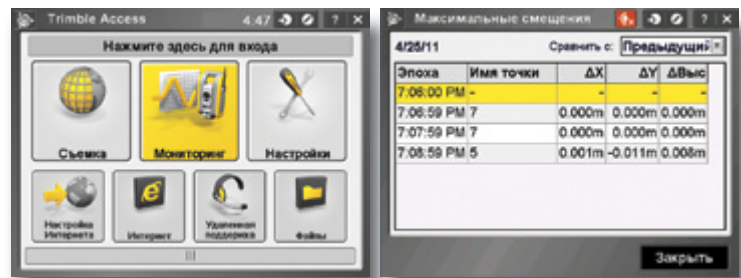 Trimble Access 4:47 ? ×
Нажмите здесь для входа
Съемка
Мониторинг
Настройки
Настройка
Интернета
Интернет
Удаленная
поддержка
Файлы
Максимальные смещения ? ×
4/25/11 Сравнить с: Предыдущий
Эпоха Имя точки ΔX ΔY ΔВыс
7:06:00 PM - - - -
7:06:59 PM 7 0.000m 0.000m 0.000m
7:07:59 PM 7 0.000m 0.000m 0.000m
7:08:59 PM 5 0.001m -0.011m 0.008m
Закрыть